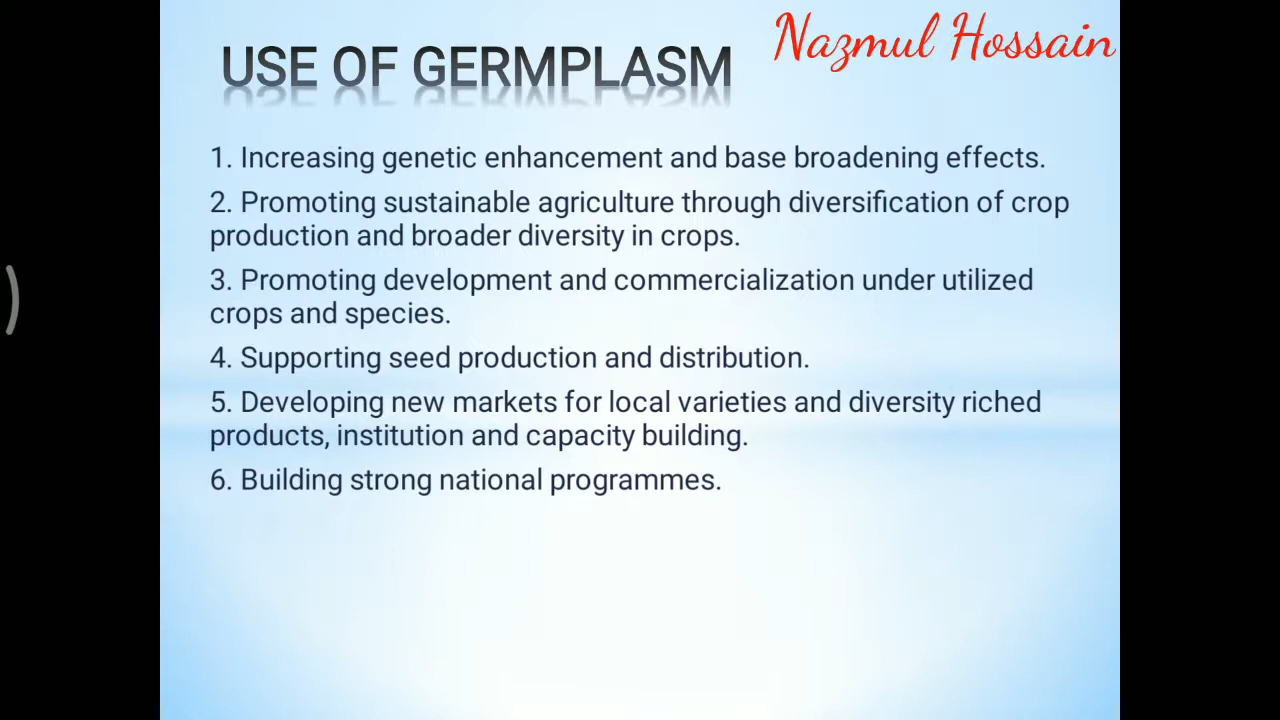 USE OF GERMPLASM
Nazmul Hossain
1. Increasing genetic enhancement and base broadening effects.
2. Promoting sustainable agriculture through diversification of crop
production and broader diversity in crops.
3. Promoting development and commercialization under utilized
crops and species.
4. Supporting seed production and distribution.
5. Developing new markets for local varieties and diversity riched
products, institution and capacity building.
6. Building strong national programmes.